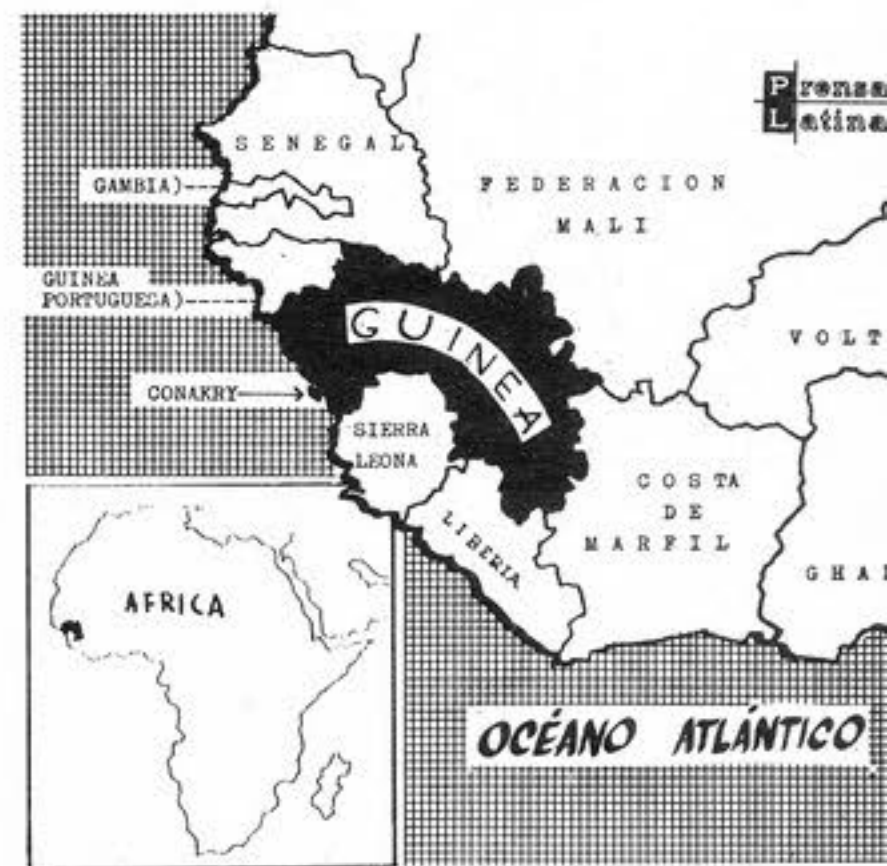 Prensa
Latina
SENEGAL
GAMBIA)
FEDERACION
MALI
GUINEA
PORTUGUESA)
GUINEA
VOLT
CONAKRY
SIERRA
LEONA
COSTA
DE
MARFIL
LIBERIA
GHA
AFRICA
OCÉANO ATLÁNTICO